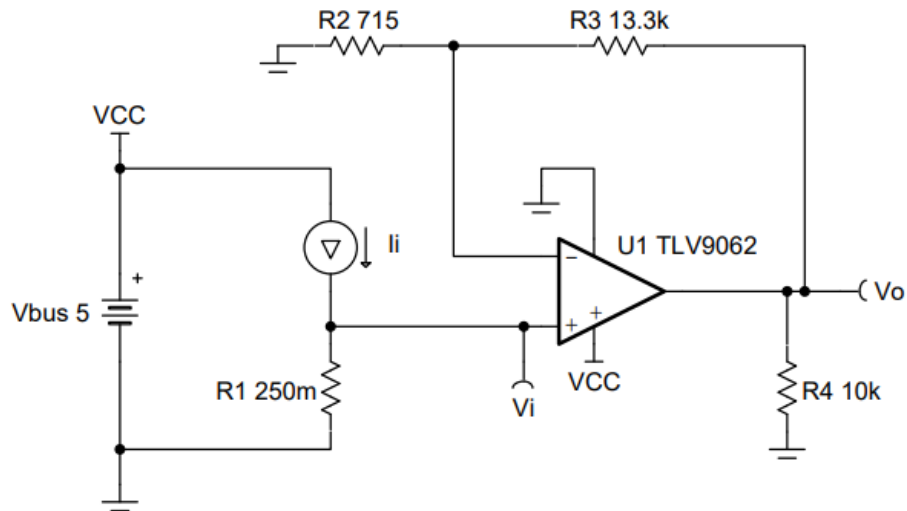 R2 715
R3 13.3k
VCC
Ii
U1 TLV9062
+
Vbus 5
−
+
+
Vo
R1 250m
Vi
VCC
R4 10k